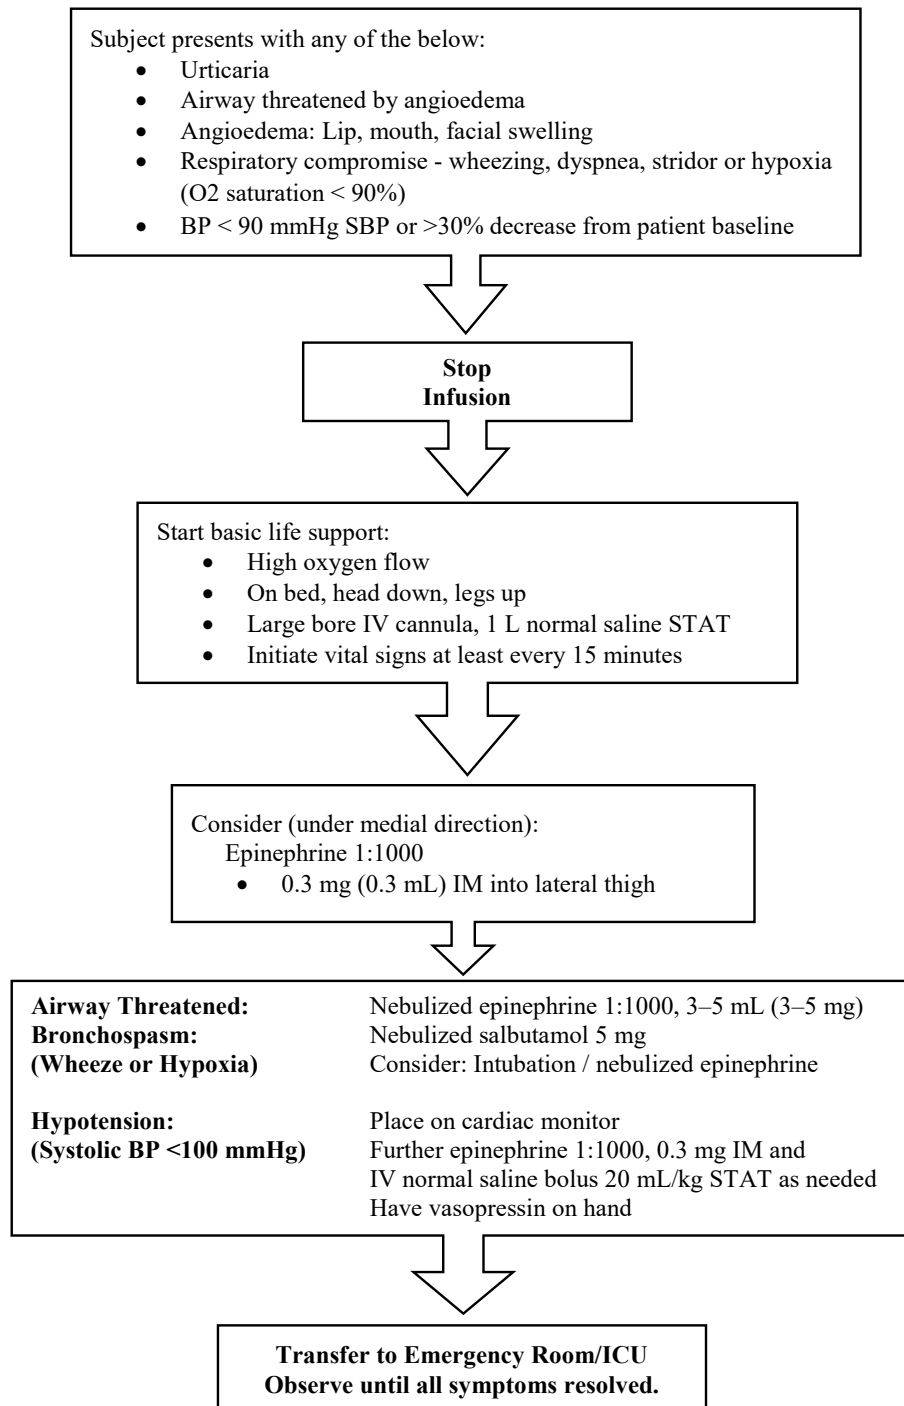 Subject presents with any of the below:
• Urticaria
• Airway threatened by angioedema
• Angioedema: Lip, mouth, facial swelling
• Respiratory compromise - wheezing, dyspnea, stridor or hypoxia
(O2 saturation < 90%)
• BP < 90 mmHg SBP or >30% decrease from patient baseline
Stop
Infusion
Start basic life support:
• High oxygen flow
• On bed, head down, legs up
• Large bore IV cannula, 1 L normal saline STAT
• Initiate vital signs at least every 15 minutes
Consider (under medial direction):
Epinephrine 1:1000
• 0.3 mg (0.3 mL) IM into lateral thigh
Airway Threatened: Nebulized epinephrine 1:1000, 3–5 mL (3–5 mg)
Bronchospasm: Nebulized salbutamol 5 mg
(Wheeze or Hypoxia) Consider: Intubation / nebulized epinephrine
Hypotension: Place on cardiac monitor
(Systolic BP <100 mmHg) Further epinephrine 1:1000, 0.3 mg IM and
IV normal saline bolus 20 mL/kg STAT as needed
Have vasopressin on hand
Transfer to Emergency Room/ICU
Observe until all symptoms resolved.